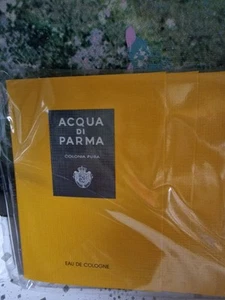 ACQUA
DI
PARMA
COLONIA PURA
EAU DE COLOGNE